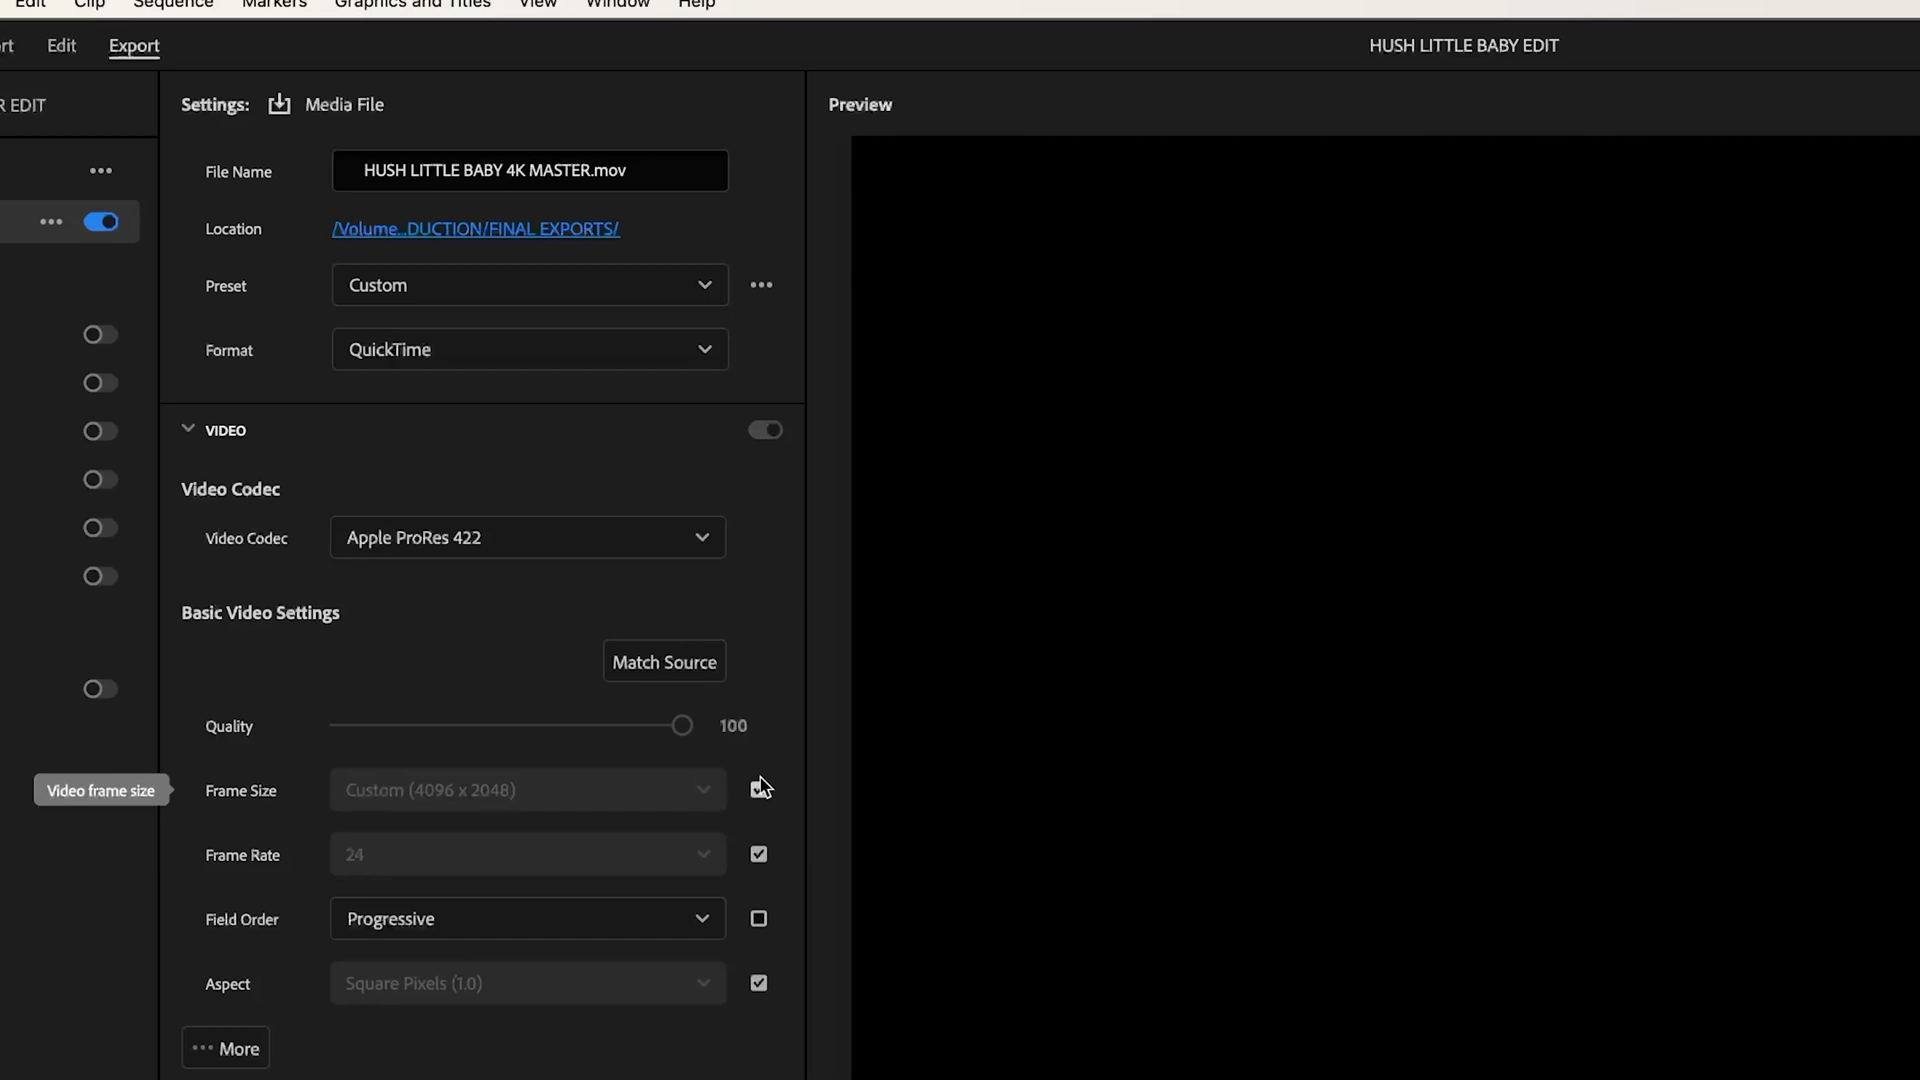 Edit Clip Sequence Markers Graphics and Titles View Window Help
rt Edit Export HUSH LITTLE BABY EDIT
R EDIT
Settings: Media File
Preview
File Name HUSH LITTLE BABY 4K MASTER.mov
Location /Volume...DUCTION/FINAL EXPORTS/
Preset Custom
Format QuickTime
VIDEO
Video Codec
Video Codec Apple ProRes 422
Basic Video Settings
Match Source
Quality 100
Video frame size
Frame Size Custom (4096 x 2048)
Frame Rate 24
Field Order Progressive
Aspect Square Pixels (1.0)
... More